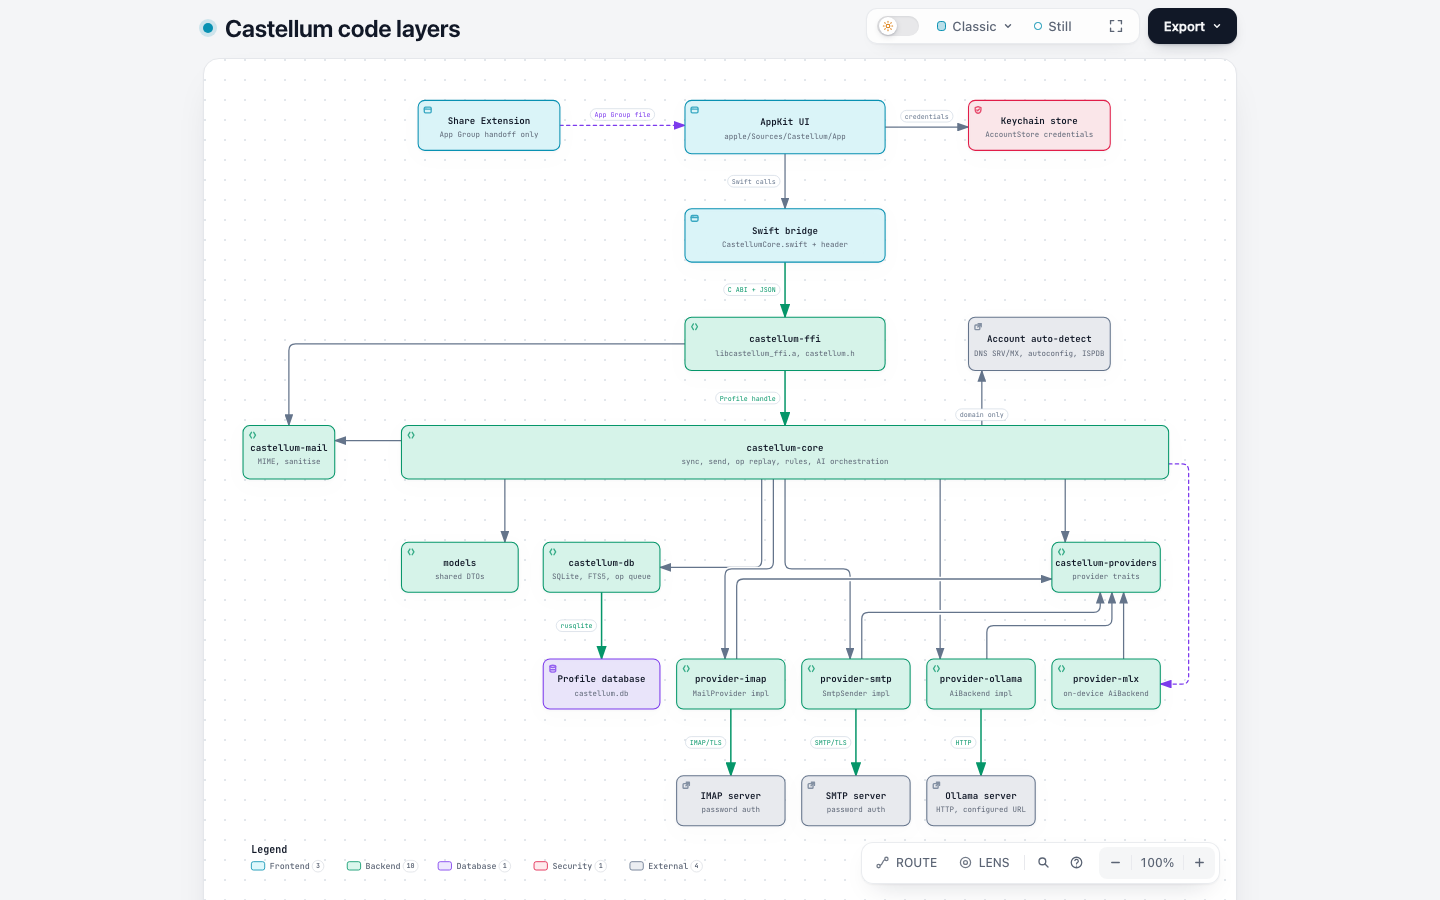 Castellum code layers
Classic
Still
Export
Share Extension
App Group handoff only
App Group file
AppKit UI
apple/Sources/Castellum/App
credentials
Keychain store
AccountStore credentials
Swift calls
Swift bridge
CastellumCore.swift + header
C ABI + JSON
castellum-ffi
libcastellum_ffi.a, castellum.h
Account auto-detect
DNS SRV/MX, autoconfig, ISPDB
Profile handle
domain only
castellum-mail
MIME, sanitise
castellum-core
sync, send, op replay, rules, AI orchestration
models
shared DTOs
castellum-db
SQLite, FTS5, op queue
castellum-providers
provider traits
rusqlite
Profile database
castellum.db
provider-imap
MailProvider impl
provider-smtp
SmtpSender impl
provider-ollama
AiBackend impl
provider-mlx
on-device AiBackend
IMAP/TLS
SMTP/TLS
HTTP
IMAP server
password auth
SMTP server
password auth
Ollama server
HTTP, configured URL
Legend
Frontend 3
Backend 10
Database 1
Security 1
External 4
ROUTE
LENS
100%